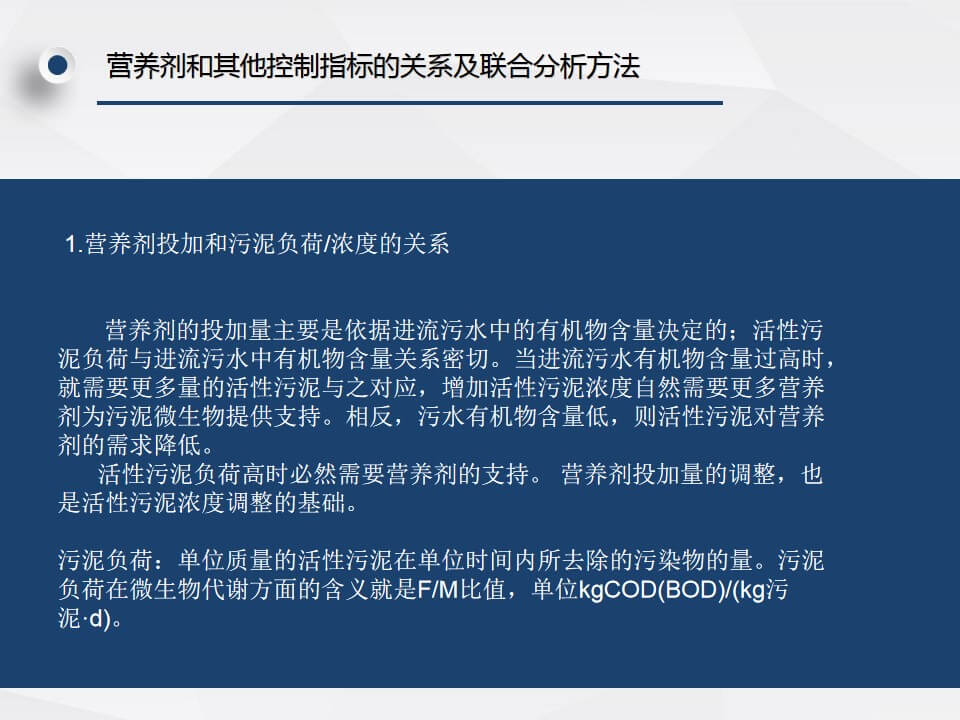 营养剂和其他控制指标的关系及联合分析方法
1.营养剂投加和污泥负荷/浓度的关系
营养剂的投加量主要是依据进流污水中的有机物含量决定的；活性污
泥负荷与进流污水中有机物含量关系密切。当进流污水有机物含量过高时，
就需要更多量的活性污泥与之对应，增加活性污泥浓度自然需要更多营养
剂为污泥微生物提供支持。相反，污水有机物含量低，则活性污泥对营养
剂的需求降低。
活性污泥负荷高时必然需要营养剂的支持。 营养剂投加量的调整，也
是活性污泥浓度调整的基础。
污泥负荷：单位质量的活性污泥在单位时间内所去除的污染物的量。污泥
负荷在微生物代谢方面的含义就是F/M比值，单位kgCOD(BOD)/(kg污
泥·d)。